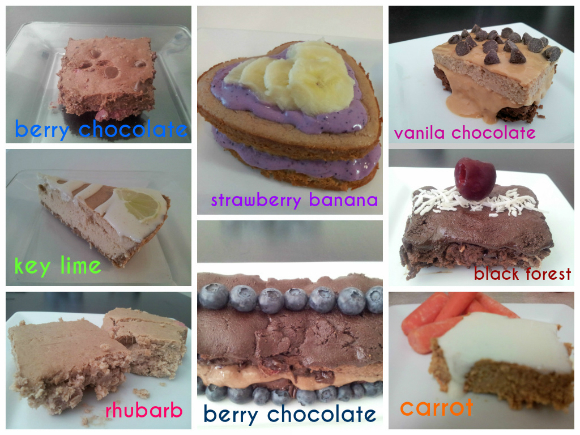 berry chocolate
strawberry banana
vanila chocolate
key lime
black forest
rhubarb
berry chocolate
carrot